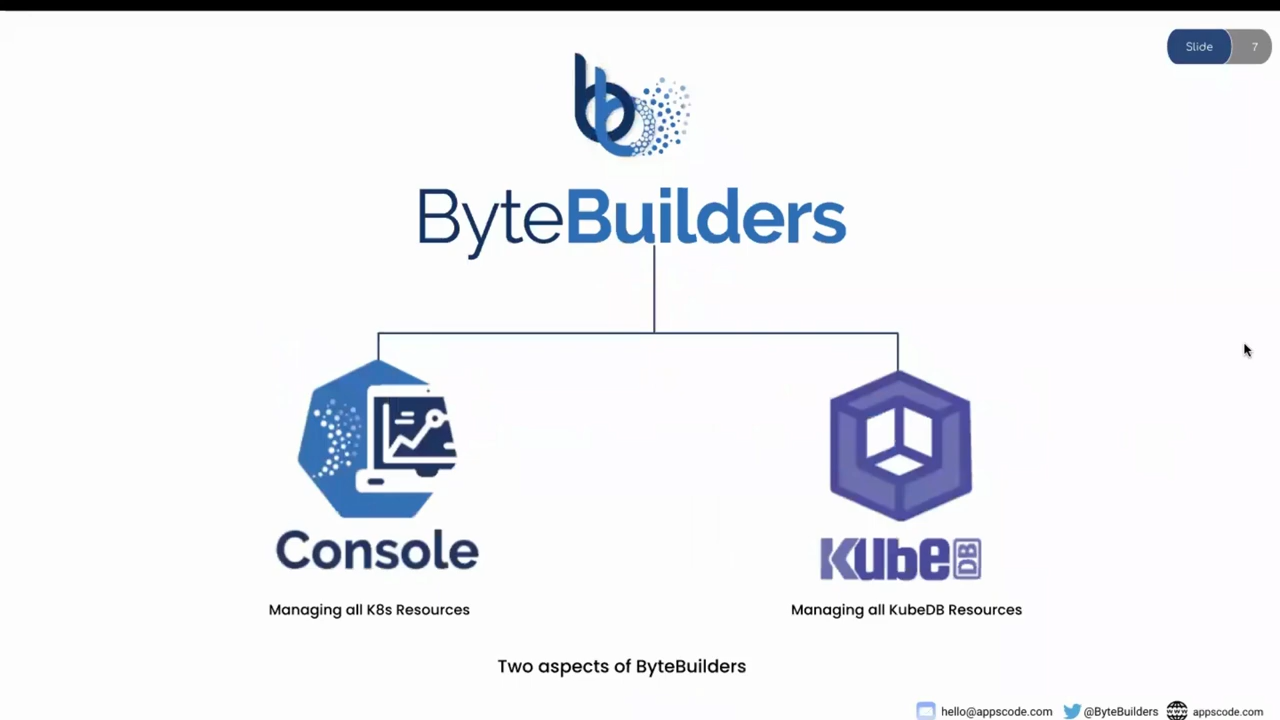 Slide 7
ByteBuilders
Console
KubeDB
Managing all K8s Resources
Managing all KubeDB Resources
Two aspects of ByteBuilders
hello@appscode.com @ByteBuilders appscode.com